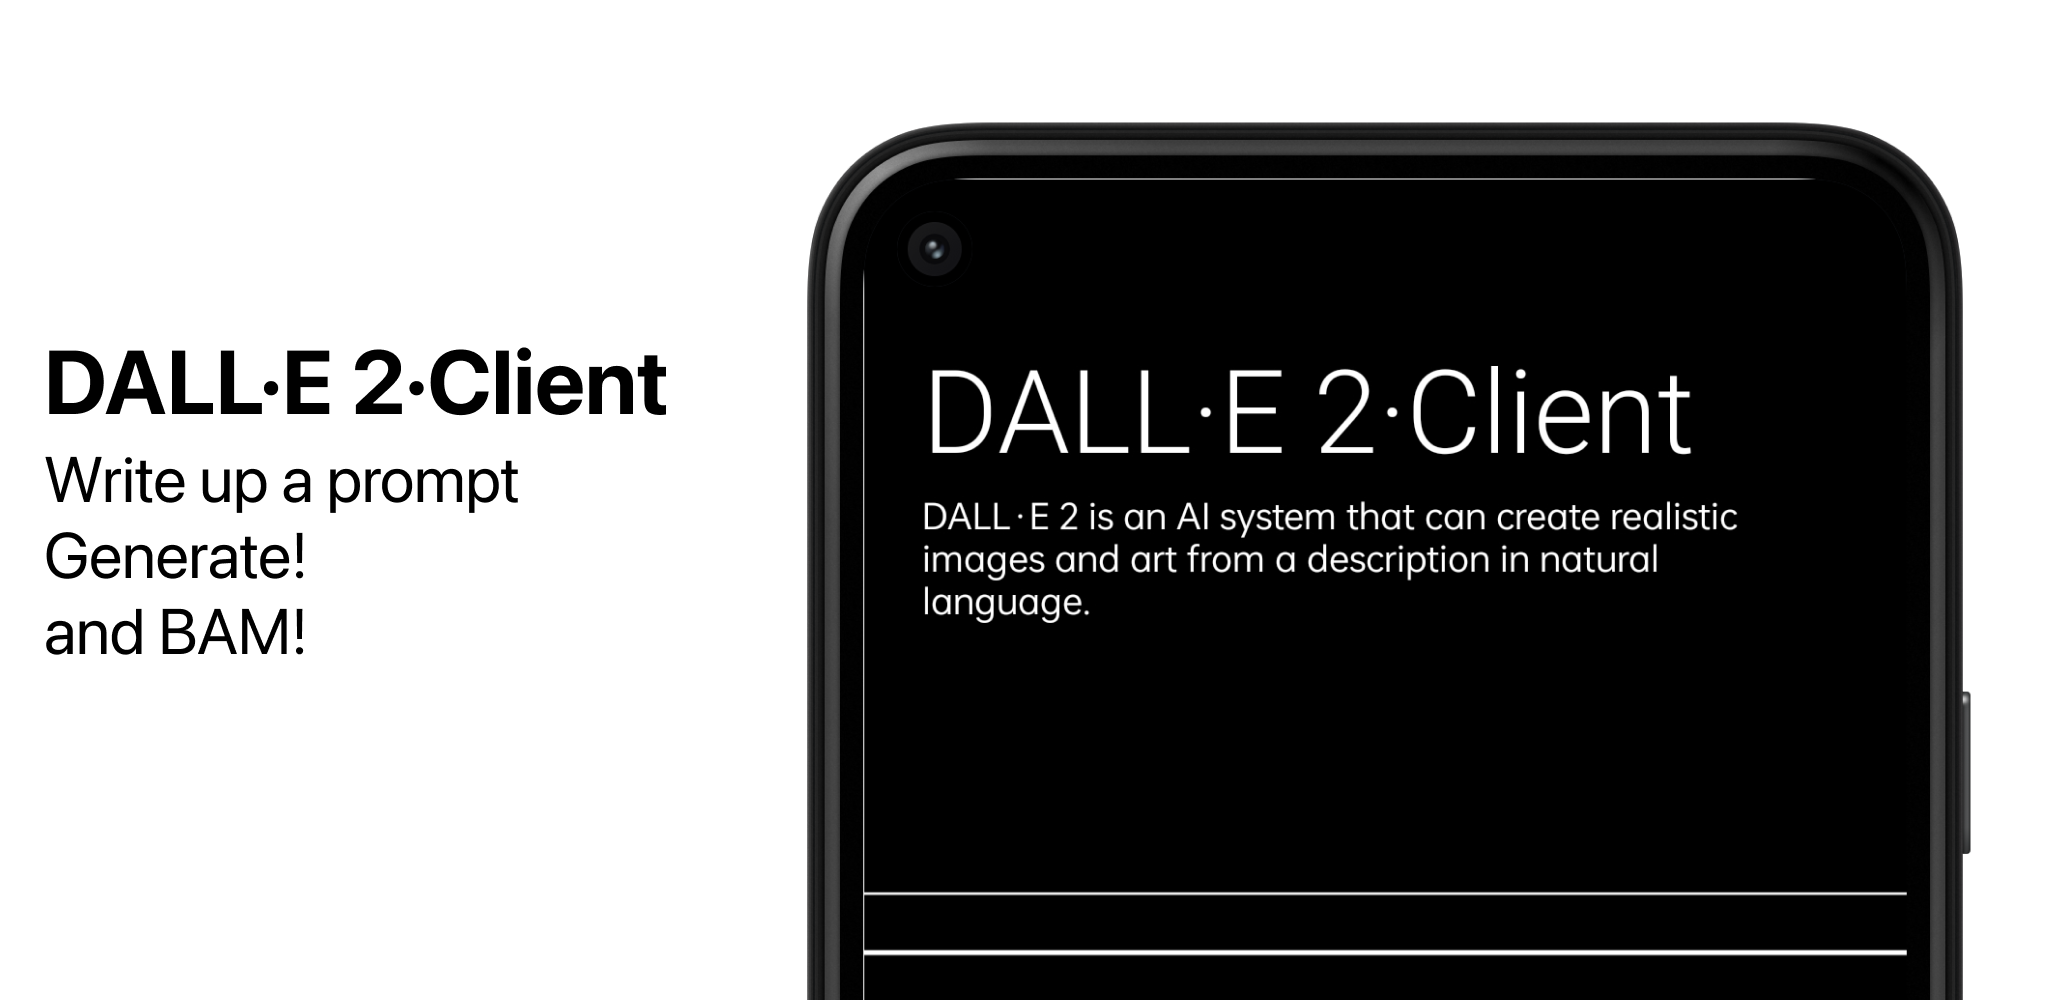 DALL·E 2·Client
Write up a prompt
Generate!
and BAM!
DALL·E 2·Client
DALL·E 2 is an AI system that can create realistic
images and art from a description in natural
language.